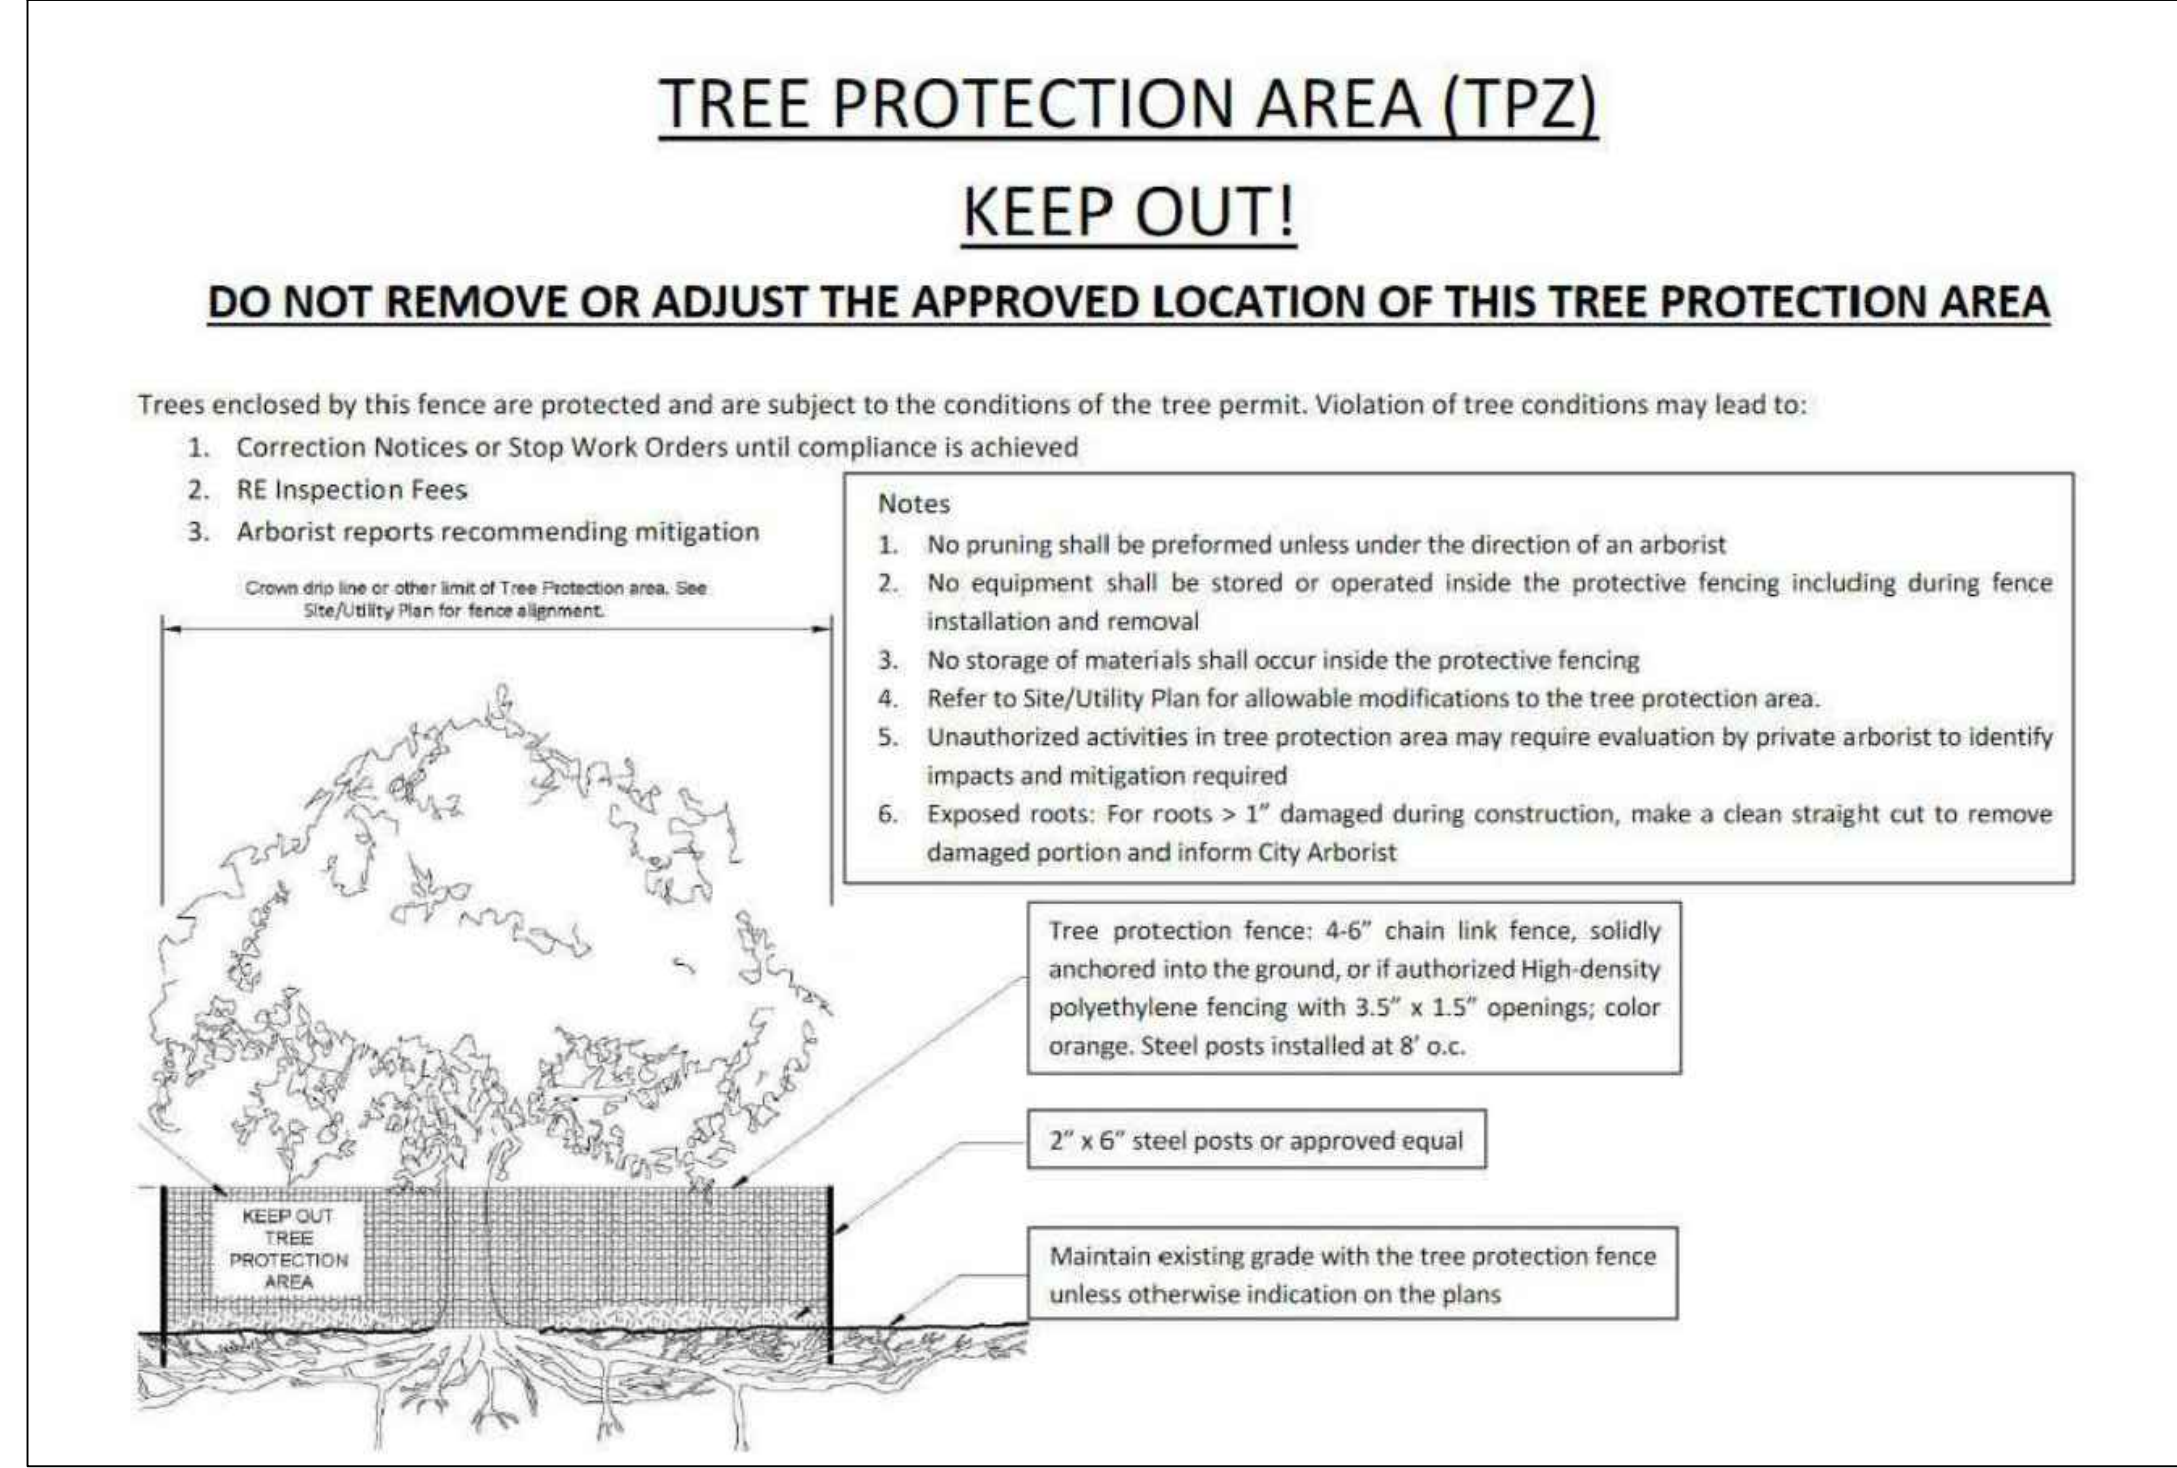 TREE PROTECTION AREA (TPZ)
KEEP OUT!
DO NOT REMOVE OR ADJUST THE APPROVED LOCATION OF THIS TREE PROTECTION AREA
Trees enclosed by this fence are protected and are subject to the conditions of the tree permit. Violation of tree conditions may lead to:
1. Correction Notices or Stop Work Orders until compliance is achieved
2. RE Inspection Fees
3. Arborist reports recommending mitigation
Crown drip line or other limit of Tree Protection area. See
Site/Utility Plan for fence alignment.
Notes
1. No pruning shall be preformed unless under the direction of an arborist
2. No equipment shall be stored or operated inside the protective fencing including during fence
installation and removal
3. No storage of materials shall occur inside the protective fencing
4. Refer to Site/Utility Plan for allowable modifications to the tree protection area.
5. Unauthorized activities in tree protection area may require evaluation by private arborist to identify
impacts and mitigation required
6. Exposed roots: For roots > 1” damaged during construction, make a clean straight cut to remove
damaged portion and inform City Arborist
Tree protection fence: 4-6” chain link fence, solidly
anchored into the ground, or if authorized High-density
polyethylene fencing with 3.5” x 1.5” openings; color
orange. Steel posts installed at 8’ o.c.
2” x 6” steel posts or approved equal
Maintain existing grade with the tree protection fence
unless otherwise indication on the plans
KEEP OUT
TREE
PROTECTION
AREA